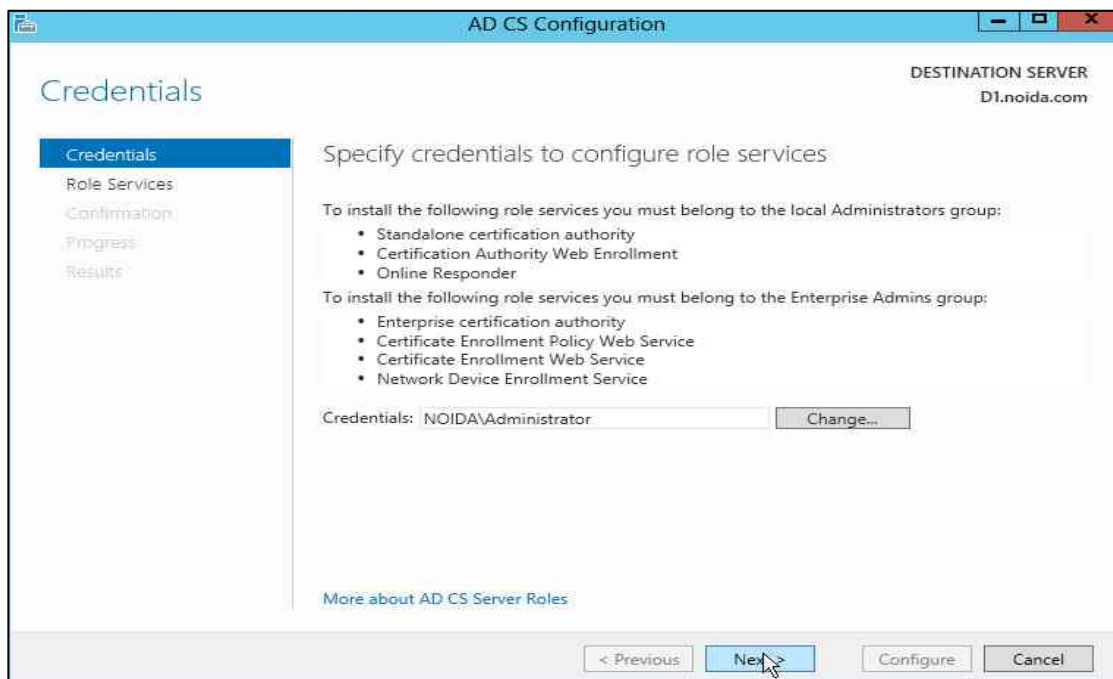 AD CS Configuration
DESTINATION SERVER
D1.noida.com
Credentials
Credentials
Role Services
Confirmation
Progress
Results
Specify credentials to configure role services
To install the following role services you must belong to the local Administrators group:
• Standalone certification authority
• Certification Authority Web Enrollment
• Online Responder
To install the following role services you must belong to the Enterprise Admins group:
• Enterprise certification authority
• Certificate Enrollment Policy Web Service
• Certificate Enrollment Web Service
• Network Device Enrollment Service
Credentials: NOIDA\Administrator Change...
More about AD CS Server Roles
< Previous Next > Configure Cancel